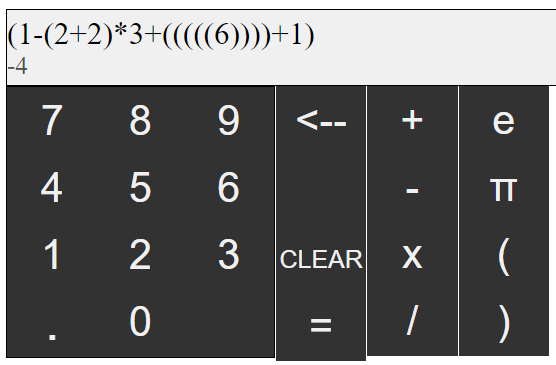 (1-(2+2)*3+(((((6))))+1)
-4
7 8 9 <-- + e
4 5 6 - π
1 2 3 CLEAR x (
. 0 = / )